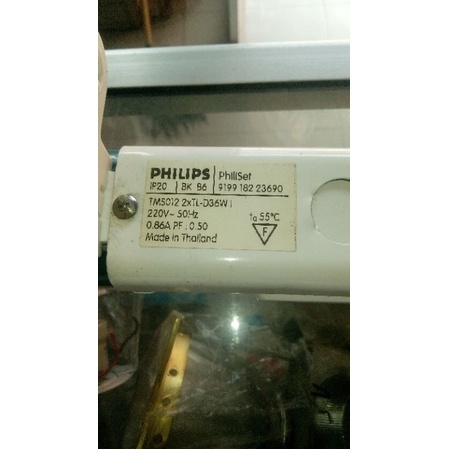 PHILIPS PhiliSet
IP20 BK B6 9199 182 23690
TMS012 2xTL-D36W I
220V~ 50Hz ta 55°C
0.86A PF : 0.50 F
Made in Thailand